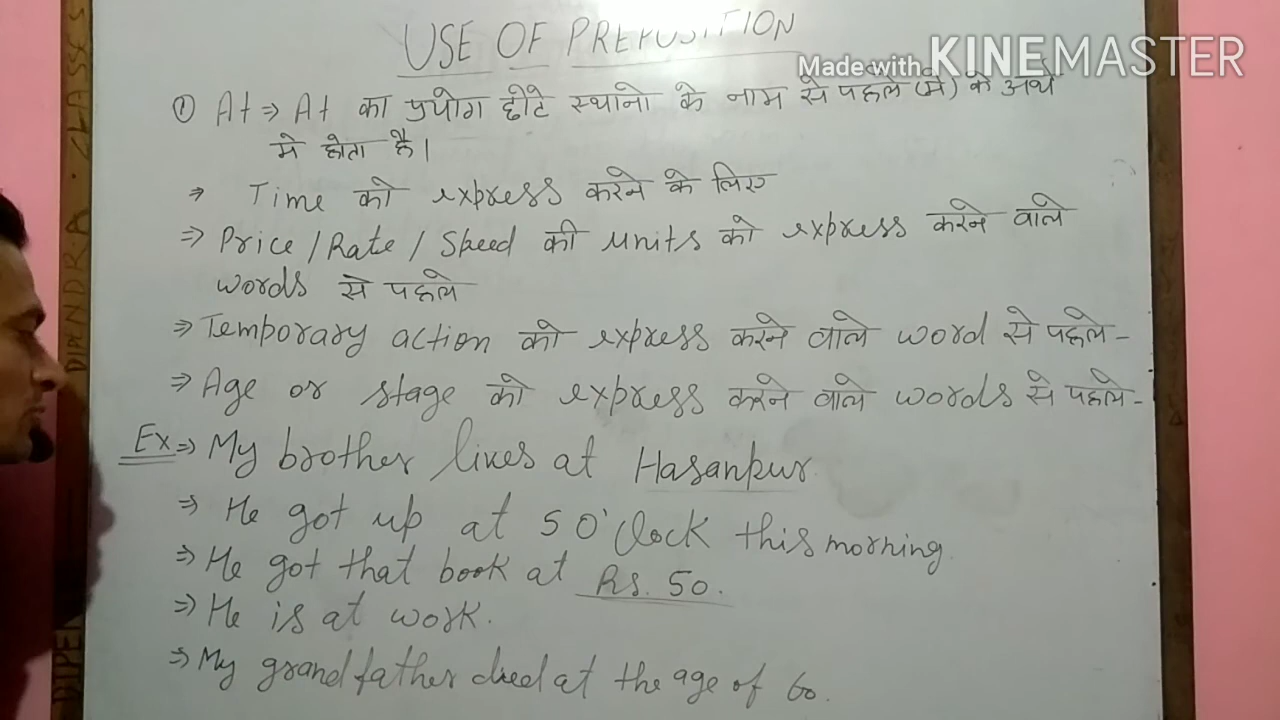 USE OF PREPOSITION
Made with KINEMASTER
① At ⇒ At का प्रयोग छोटे स्थानो के नाम से पहले (मे) के अर्थ
मे होता है।
⇒ Time को express करने के लिए
⇒ Price / Rate / Speed की units को express करने वाले
words से पहले
⇒ Temporary action को express करने वाले word से पहले -
⇒ Age or stage को express करने वाले words से पहले -
Ex ⇒ My brother lives at Hasanpur.
⇒ He got up at 5 O'clock this morning.
⇒ He got that book at Rs. 50.
⇒ He is at work.
⇒ My grandfather died at the age of 60.
DIPENDRA CLASSES
DIPEN